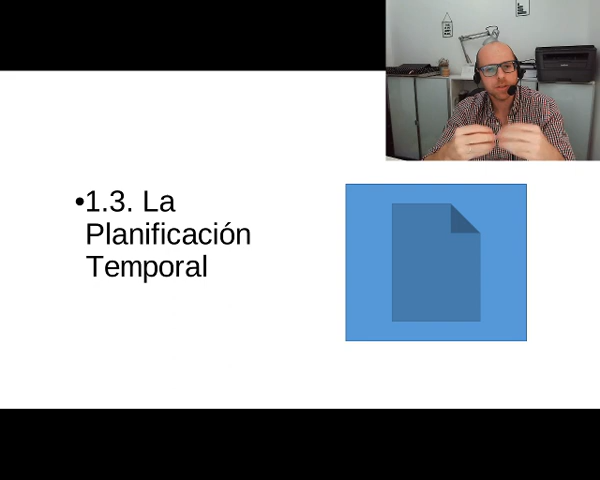 •1.3. La
Planificación
Temporal